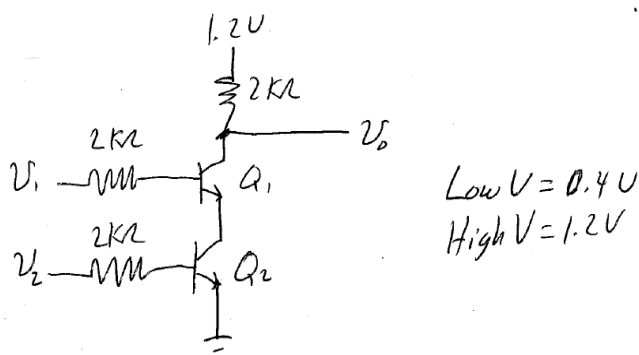 1.2V
2KΩ
2KΩ
V₁
Q₁
V₀
2KΩ
V₂
Q₂
Low V = 0.4V
High V = 1.2V